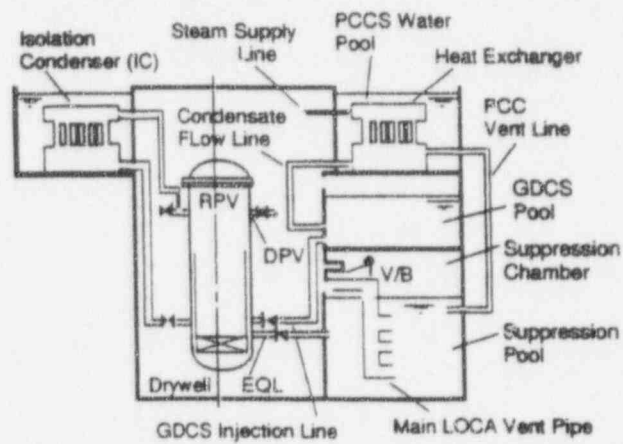 Isolation
Condenser (IC)
Steam Supply
Line
PCCS Water
Pool
Heat Exchanger
Condensate
FLow Line
PCC
Vent Line
GDCS
Pool
RPV
DPV
Suppression
Chamber
V/B
Suppression
Pool
Drywell
EQL
GDCS Injection Line
Main LOCA Vent Pipe